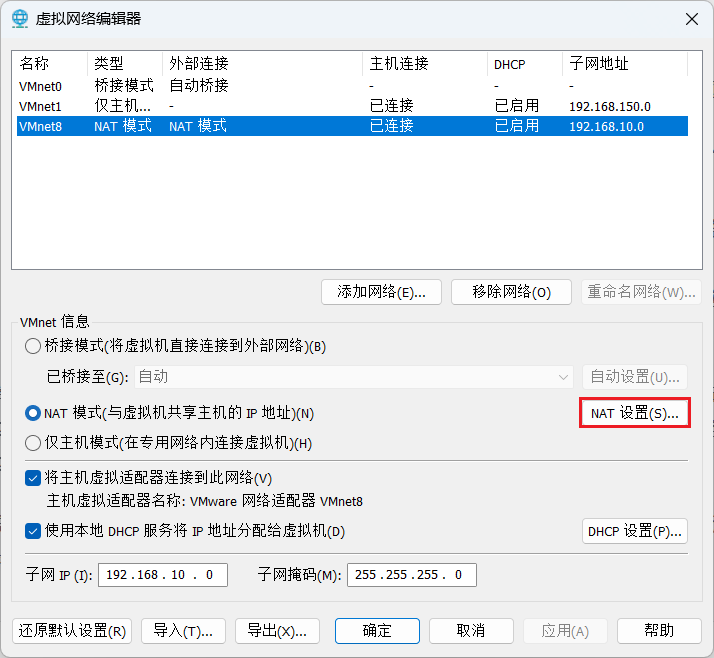 虚拟网络编辑器
名称 类型 外部连接 主机连接 DHCP 子网地址
VMnet0 桥接模式 自动桥接 - - -
VMnet1 仅主机... - 已连接 已启用 192.168.150.0
VMnet8 NAT 模式 NAT 模式 已连接 已启用 192.168.10.0
添加网络(E)... 移除网络(O) 重命名网络(W)...
VMnet 信息
桥接模式(将虚拟机直接连接到外部网络)(B)
已桥接至(G): 自动 自动设置(U)...
NAT 模式(与虚拟机共享主机的 IP 地址)(N) NAT 设置(S)...
仅主机模式(在专用网络内连接虚拟机)(H)
将主机虚拟适配器连接到此网络(V)
主机虚拟适配器名称: VMware 网络适配器 VMnet8
使用本地 DHCP 服务将 IP 地址分配给虚拟机(D) DHCP 设置(P)...
子网 IP (I): 192 . 168 . 10 . 0 子网掩码(M): 255 . 255 . 255 . 0
还原默认设置(R) 导入(T)... 导出(X)... 确定 取消 应用(A) 帮助